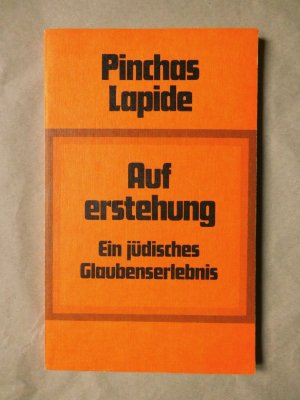 Pinchas
Lapide
Auf
erstehung
Ein jüdisches
Glaubenserlebnis